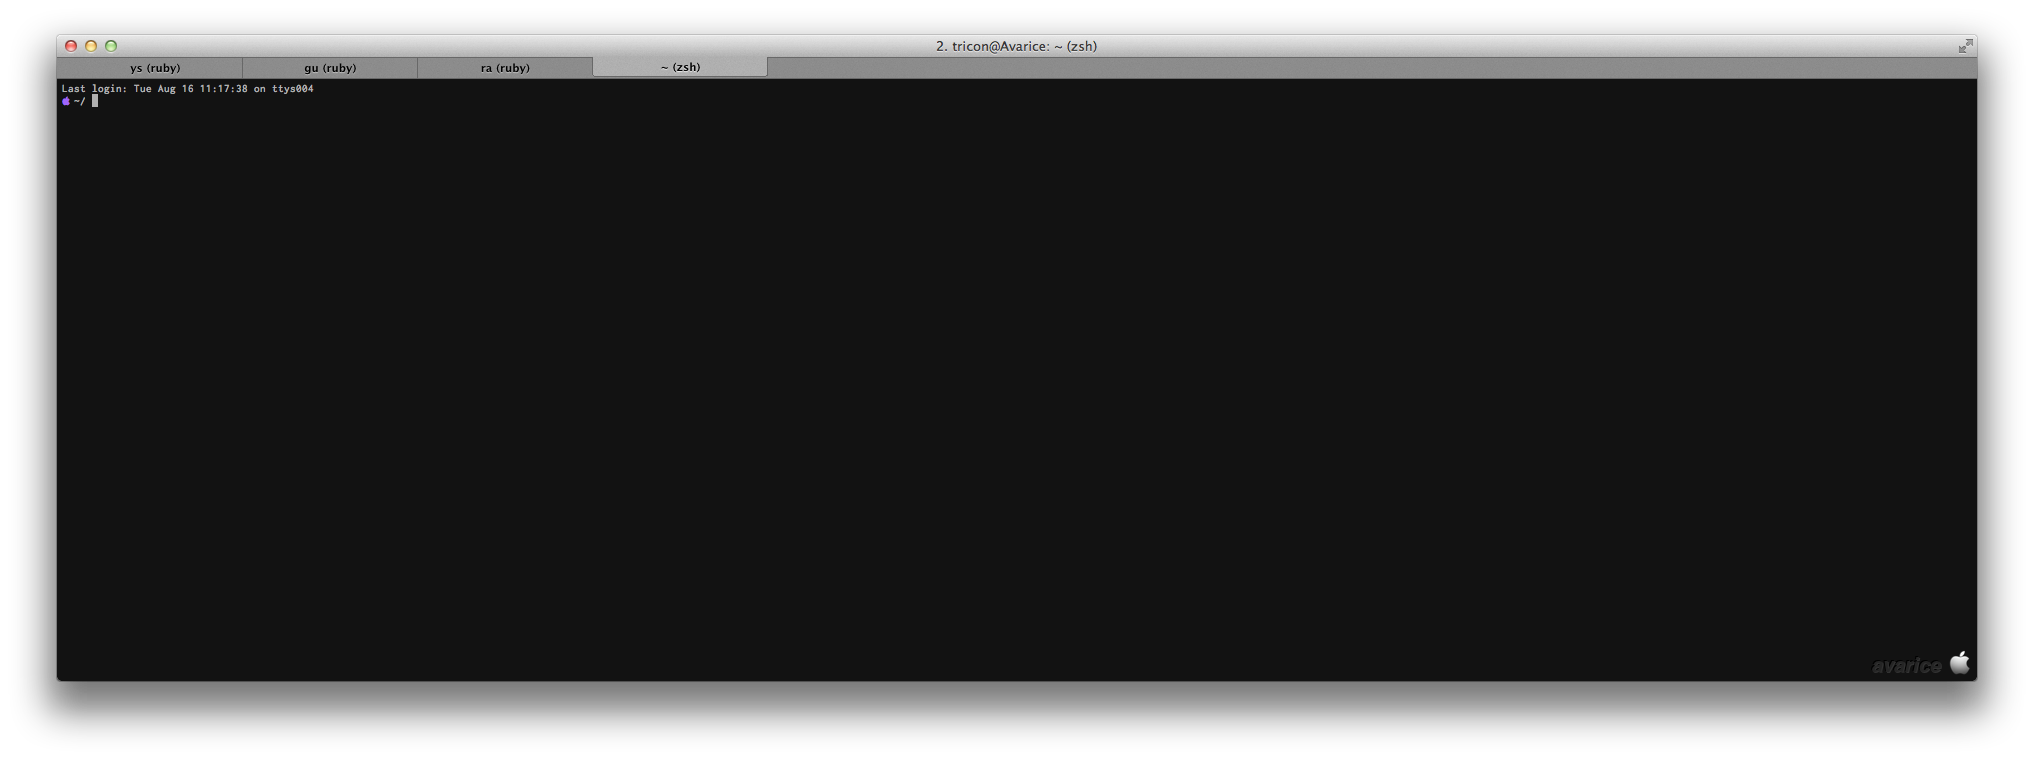 2. tricon@Avarice: ~ (zsh)
ys (ruby) gu (ruby) ra (ruby) ~ (zsh)
Last login: Tue Aug 16 11:17:38 on ttys004
~/
avarice